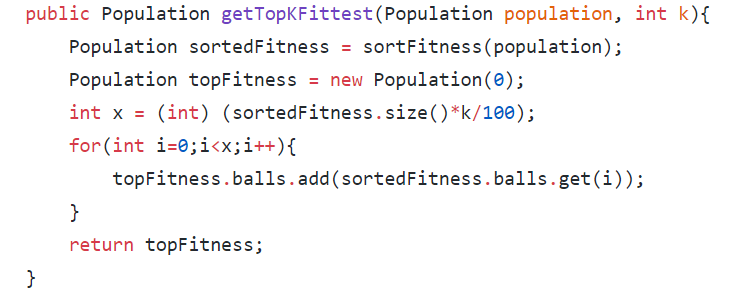 public Population getTopKFittest(Population population, int k){
    Population sortedFitness = sortFitness(population);
    Population topFitness = new Population(0);
    int x = (int) (sortedFitness.size()*k/100);
    for(int i=0;i<x;i++){
        topFitness.balls.add(sortedFitness.balls.get(i));
    }
    return topFitness;
}